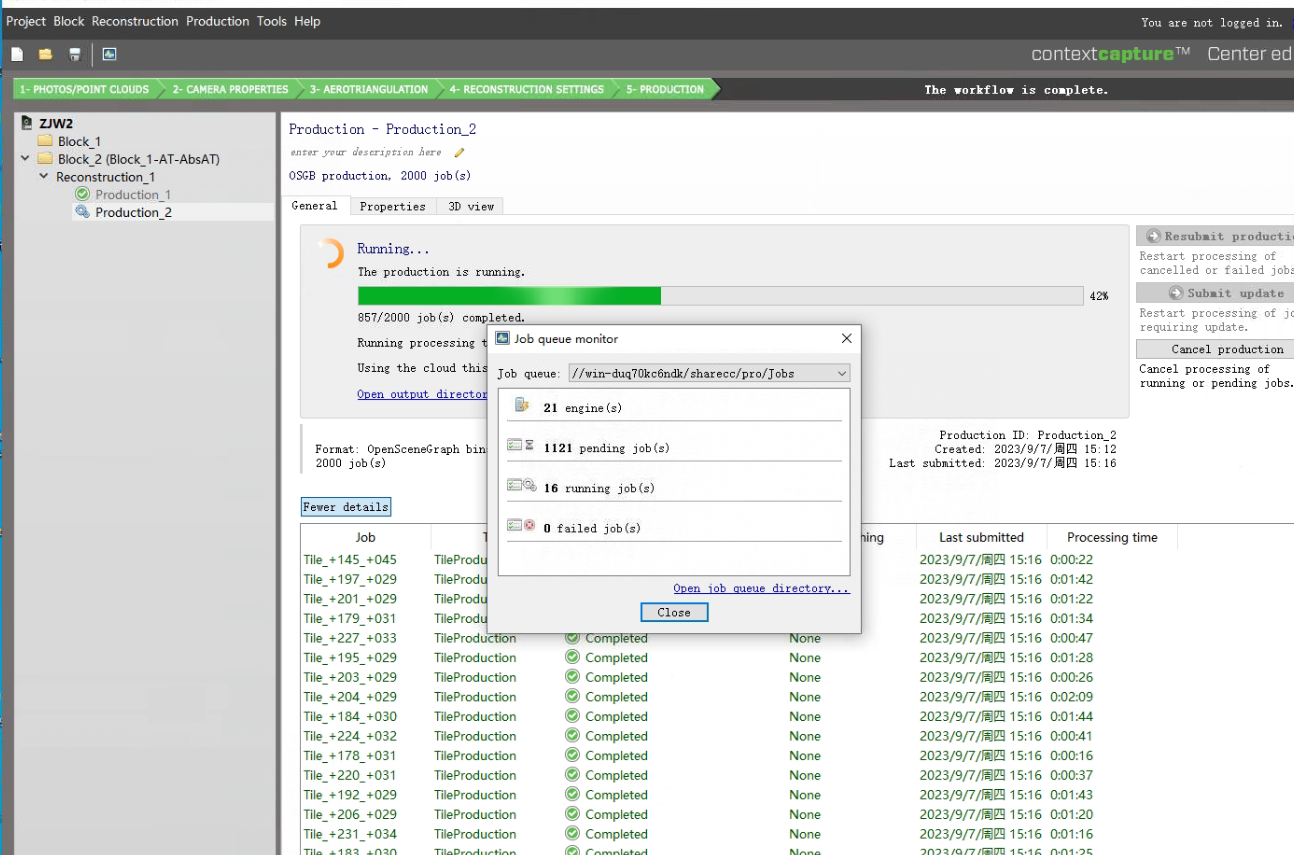 Project Block Reconstruction Production Tools Help
You are not logged in.
contextcapture™ Center ed
1- PHOTOS/POINT CLOUDS 2- CAMERA PROPERTIES 3- AEROTRIANGULATION 4- RECONSTRUCTION SETTINGS 5- PRODUCTION
The workflow is complete.
ZJW2
Block_1
Block_2 (Block_1-AT-AbsAT)
Reconstruction_1
Production_1
Production_2
Production - Production_2
enter your description here
OSGB production, 2000 job(s)
General Properties 3D view
Running...
The production is running.
42%
857/2000 job(s) completed.
Running processing t
Using the cloud this
Open output director
Resubmit producti
Restart processing of
cancelled or failed jobs
Submit update
Restart processing of jo
requiring update.
Cancel production
Cancel processing of
running or pending jobs.
Job queue monitor
Job queue: //win-duq70kc6ndk/sharecc/pro/Jobs
21 engine(s)
1121 pending job(s)
16 running job(s)
0 failed job(s)
Open job queue directory...
Close
Format: OpenSceneGraph bin
2000 job(s)
Production ID: Production_2
Created: 2023/9/7/周四 15:12
Last submitted: 2023/9/7/周四 15:16
Fewer details
Job T ning Last submitted Processing time
Tile_+145_+045 TileProdu 2023/9/7/周四 15:16 0:00:22
Tile_+197_+029 TileProdu 2023/9/7/周四 15:16 0:01:42
Tile_+201_+029 TileProdu 2023/9/7/周四 15:16 0:01:22
Tile_+179_+031 TileProdu 2023/9/7/周四 15:16 0:01:34
Tile_+227_+033 TileProduction Completed None 2023/9/7/周四 15:16 0:00:47
Tile_+195_+029 TileProduction Completed None 2023/9/7/周四 15:16 0:01:28
Tile_+203_+029 TileProduction Completed None 2023/9/7/周四 15:16 0:00:26
Tile_+204_+029 TileProduction Completed None 2023/9/7/周四 15:16 0:02:09
Tile_+184_+030 TileProduction Completed None 2023/9/7/周四 15:16 0:01:44
Tile_+224_+032 TileProduction Completed None 2023/9/7/周四 15:16 0:00:41
Tile_+178_+031 TileProduction Completed None 2023/9/7/周四 15:16 0:00:16
Tile_+220_+031 TileProduction Completed None 2023/9/7/周四 15:16 0:00:37
Tile_+192_+029 TileProduction Completed None 2023/9/7/周四 15:16 0:01:43
Tile_+206_+029 TileProduction Completed None 2023/9/7/周四 15:16 0:01:20
Tile_+231_+034 TileProduction Completed None 2023/9/7/周四 15:16 0:01:16
Tile_+183_+030 TileProduction Completed None 2023/9/7/周四 15:16 0:01:25